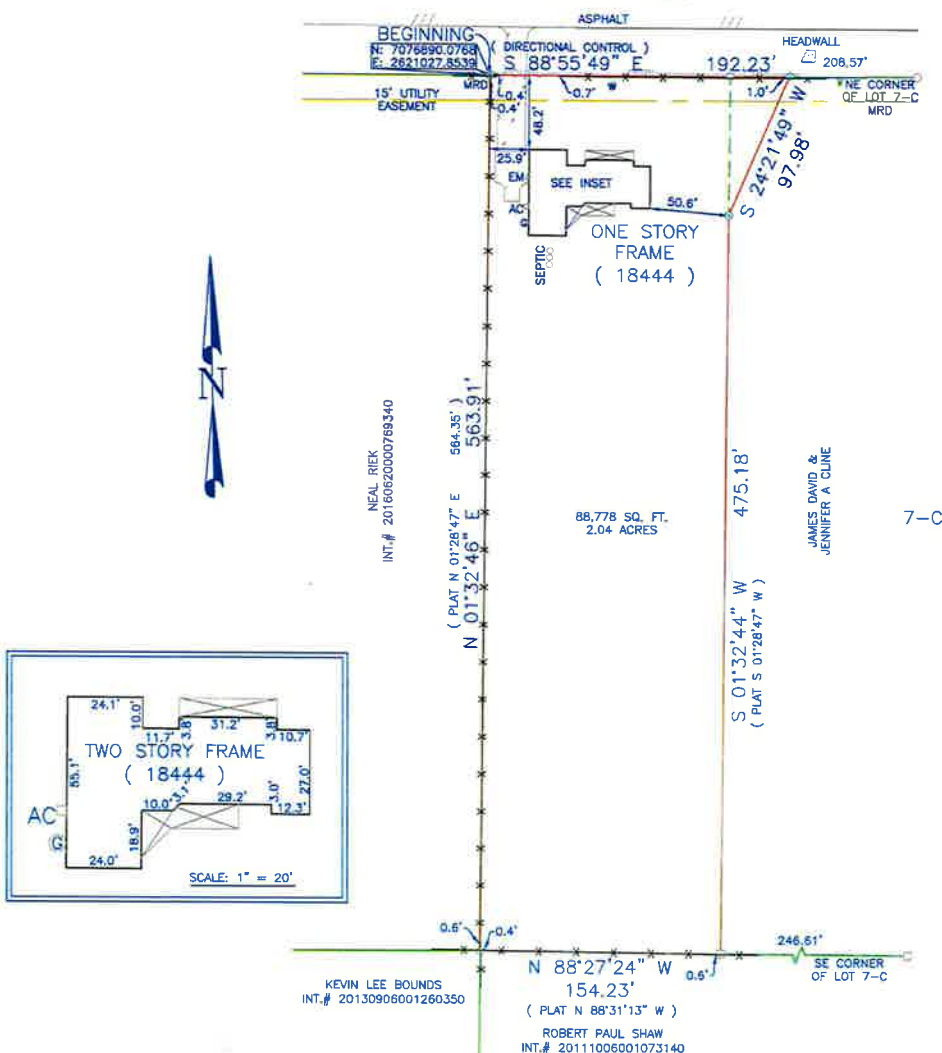 ASPHALT
BEGINNING
N: 7076890.0768
E: 2621027.8539
( DIRECTIONAL CONTROL )
S 88°55'49" E 192.23'
HEADWALL
208.57'
MRD
0.4'
0.4'
0.7'
W
1.0'
NE CORNER
OF LOT 7-C
MRD
15' UTILITY
EASEMENT
48.2'
25.9'
EM
SEE INSET
AC
G
50.6'
S 24°21'49" W
97.98'
SEPTIC
ONE STORY
FRAME
( 18444 )
N
NEAL RIEK
INT.# 20160620000769340
( PLAT N 01°28'47" E 564.35' )
N 01°32'46" E 563.91'
88,778 SQ. FT.
2.04 ACRES
S 01°32'44" W 475.18'
( PLAT S 01°28'47" W )
JAMES DAVID &
JENNIFER A CLINE
7-C
24.1'
10.0'
11.7'
3.8'
31.2'
3.8'
10.7'
TWO STORY FRAME
( 18444 )
55.1'
27.0'
AC
G
10.0'
3.1'
29.2'
3.0'
12.3'
18.9'
24.0'
SCALE: 1" = 20'
0.6'
0.4'
N 88°27'24" W
154.23'
( PLAT N 88°31'13" W )
0.6'
246.61'
SE CORNER
OF LOT 7-C
KEVIN LEE BOUNDS
INT.# 20130906001260350
ROBERT PAUL SHAW
INT.# 20111006001073140